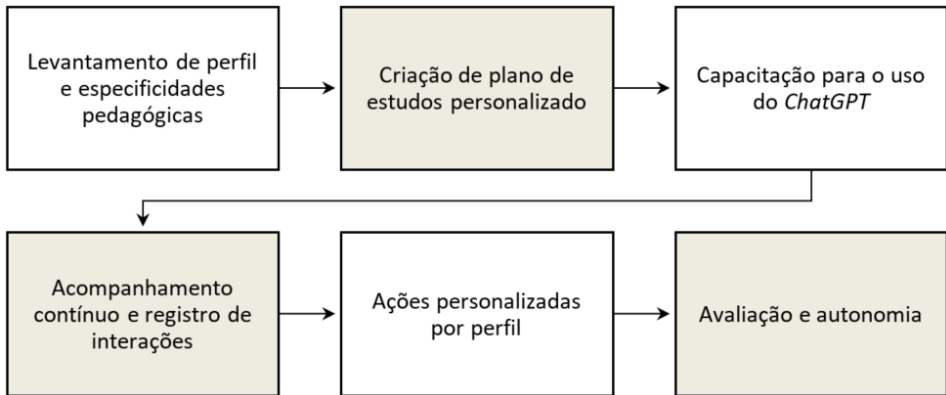 Levantamento de perfil
e especificidades
pedagógicas
Criação de plano de
estudos personalizado
Capacitação para o uso
do ChatGPT
Acompanhamento
contínuo e registro de
interações
Ações personalizadas
por perfil
Avaliação e autonomia